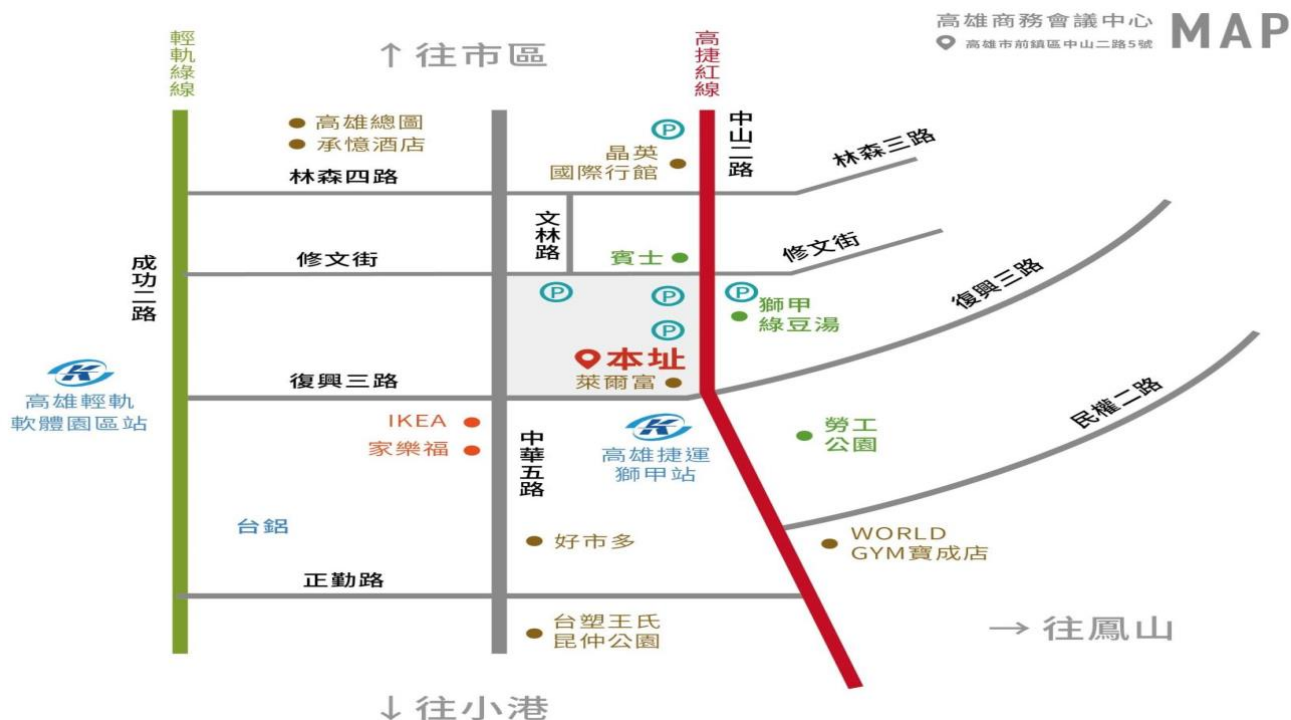 高雄商務會議中心
MAP
高雄市前鎮區中山二路5號
輕軌綠線
↑往市區
高捷紅線
P
中山二路
高雄總圖
承憶酒店
晶英
國際行館
林森四路
林森三路
文林路
修文街
賓士
修文街
成功二路
P
P
P
獅甲
綠豆湯
復興三路
P
本址
萊爾富
復興三路
K
高雄輕軌
軟體園區站
IKEA
家樂福
中華五路
K
高雄捷運
獅甲站
勞工
公園
民權二路
台鋁
好市多
WORLD
GYM寶成店
正勤路
台塑王氏
昆仲公園
→往鳳山
↓往小港